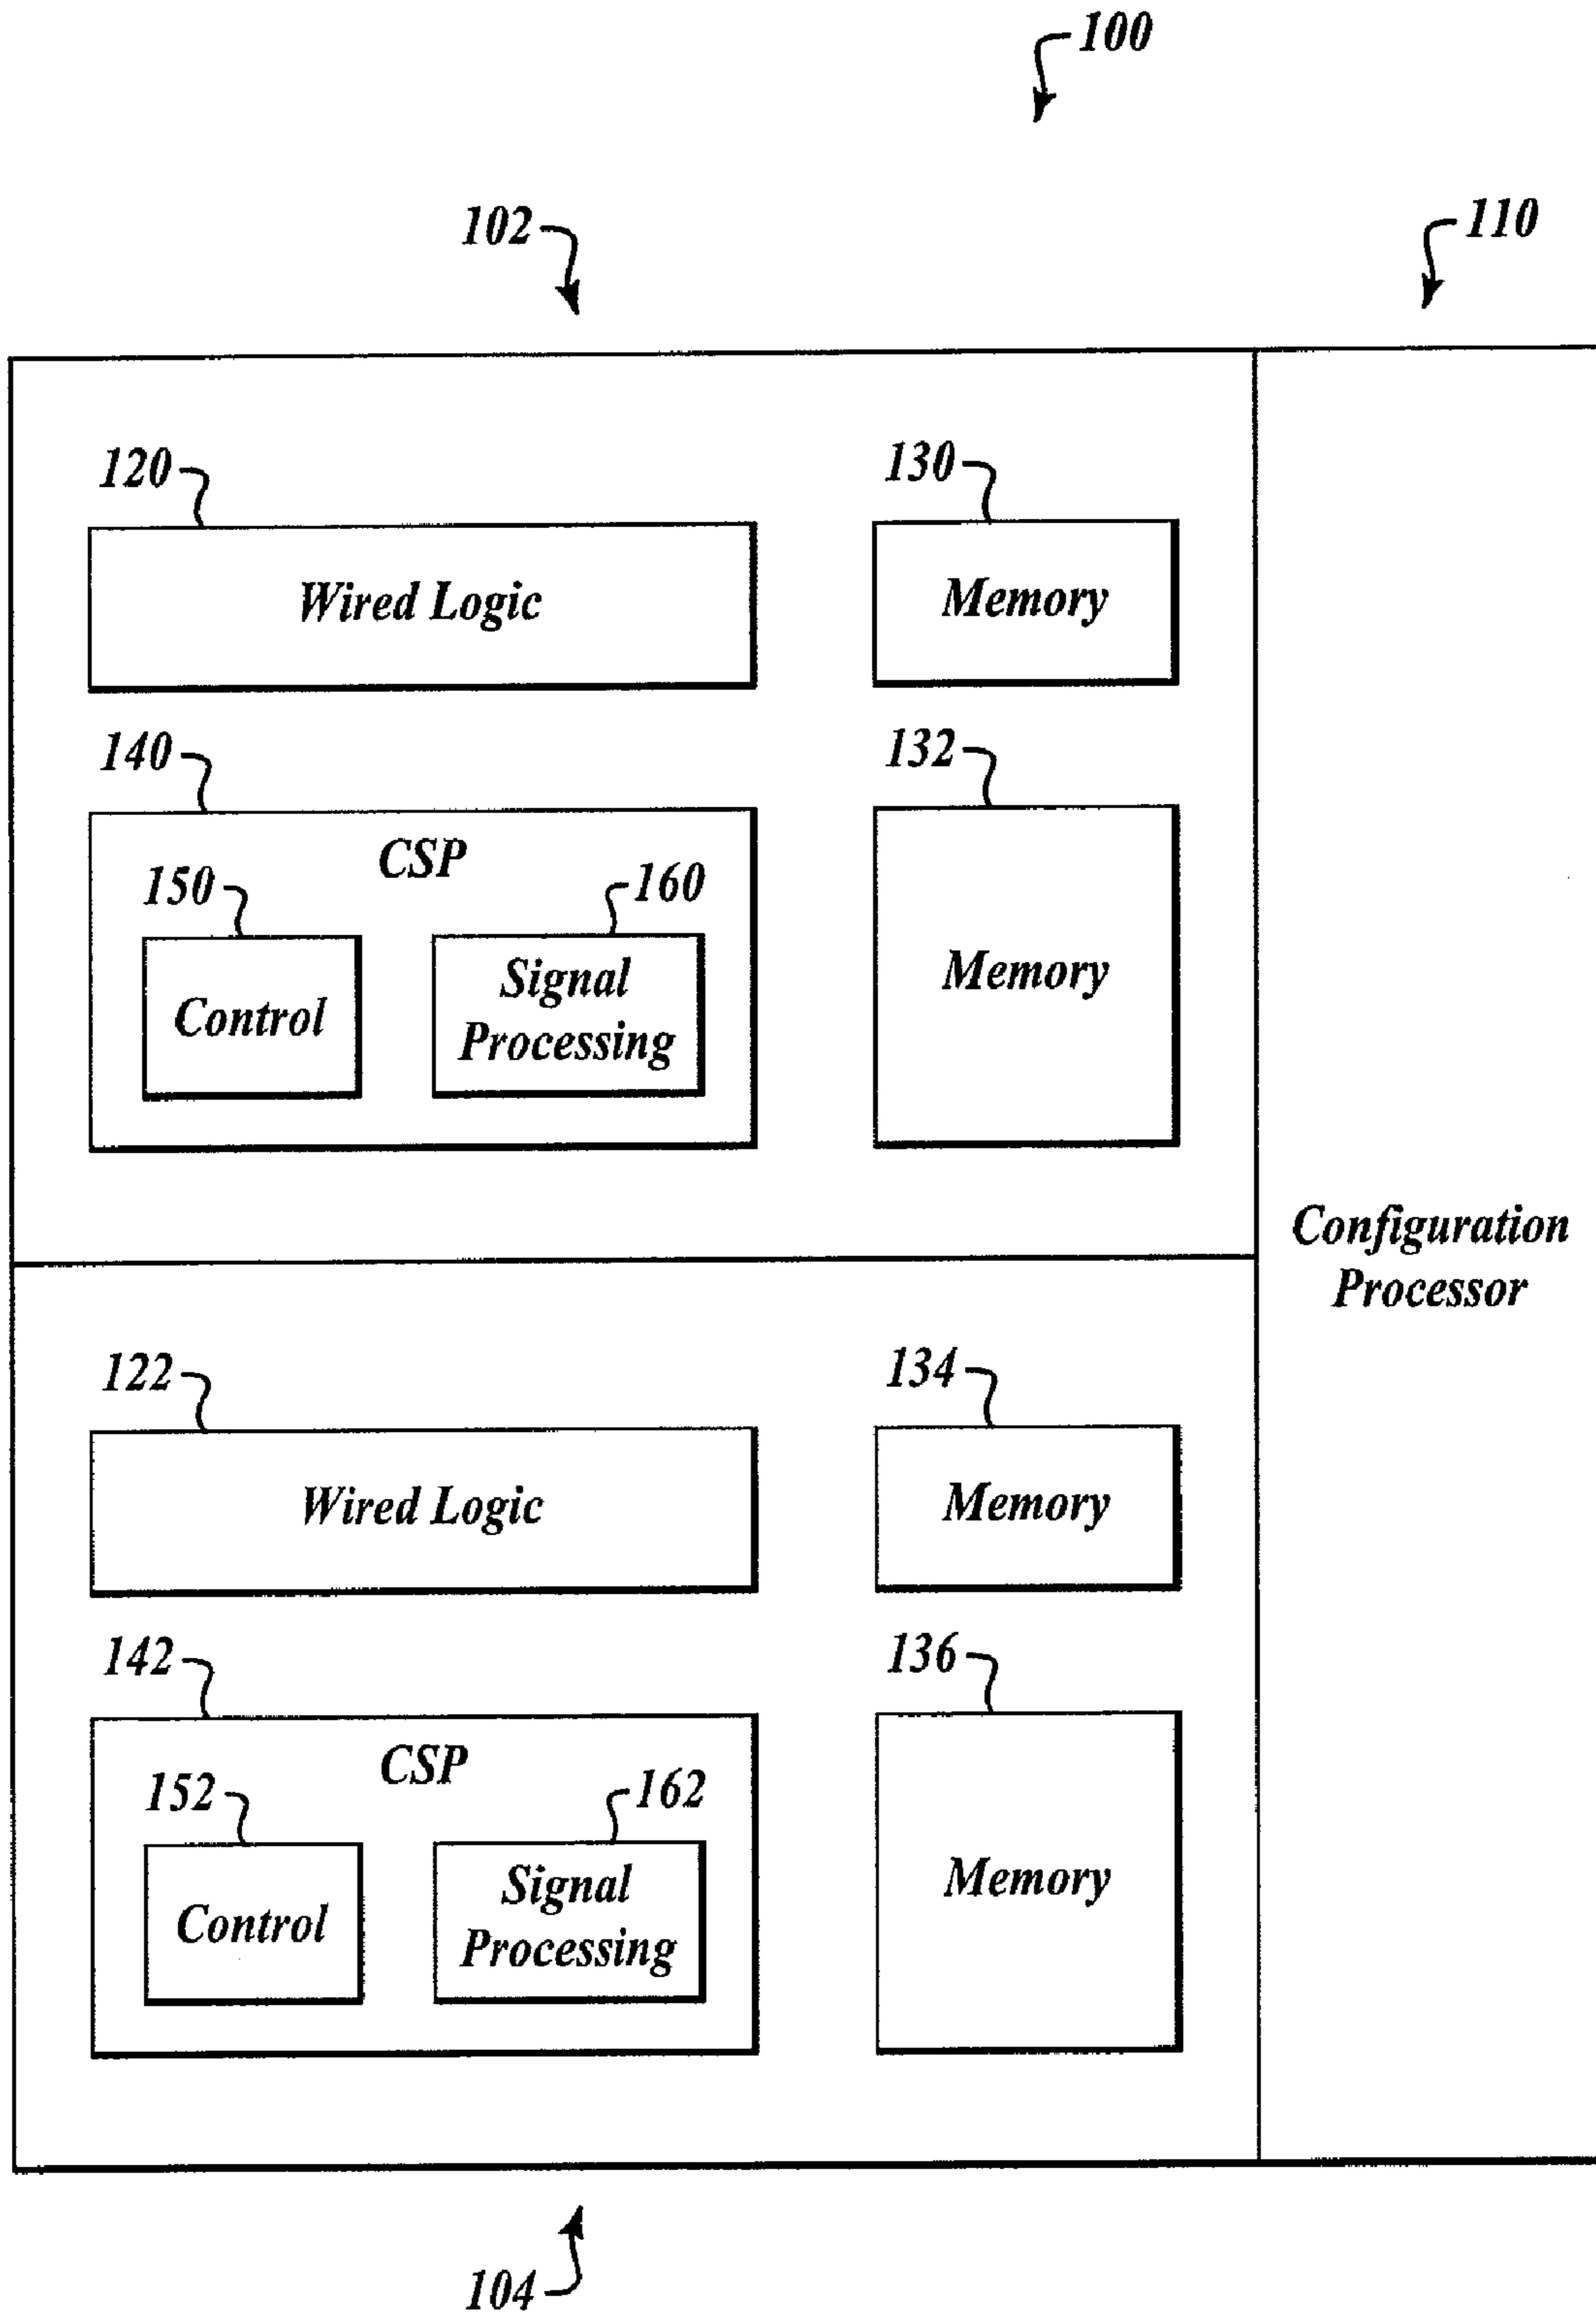 100
102
110
120
130
Wired Logic
Memory
140
132
CSP
150
160
Control
Signal
Processing
Memory
Configuration
Processor
122
134
Wired Logic
Memory
142
136
CSP
152
162
Control
Signal
Processing
Memory
104